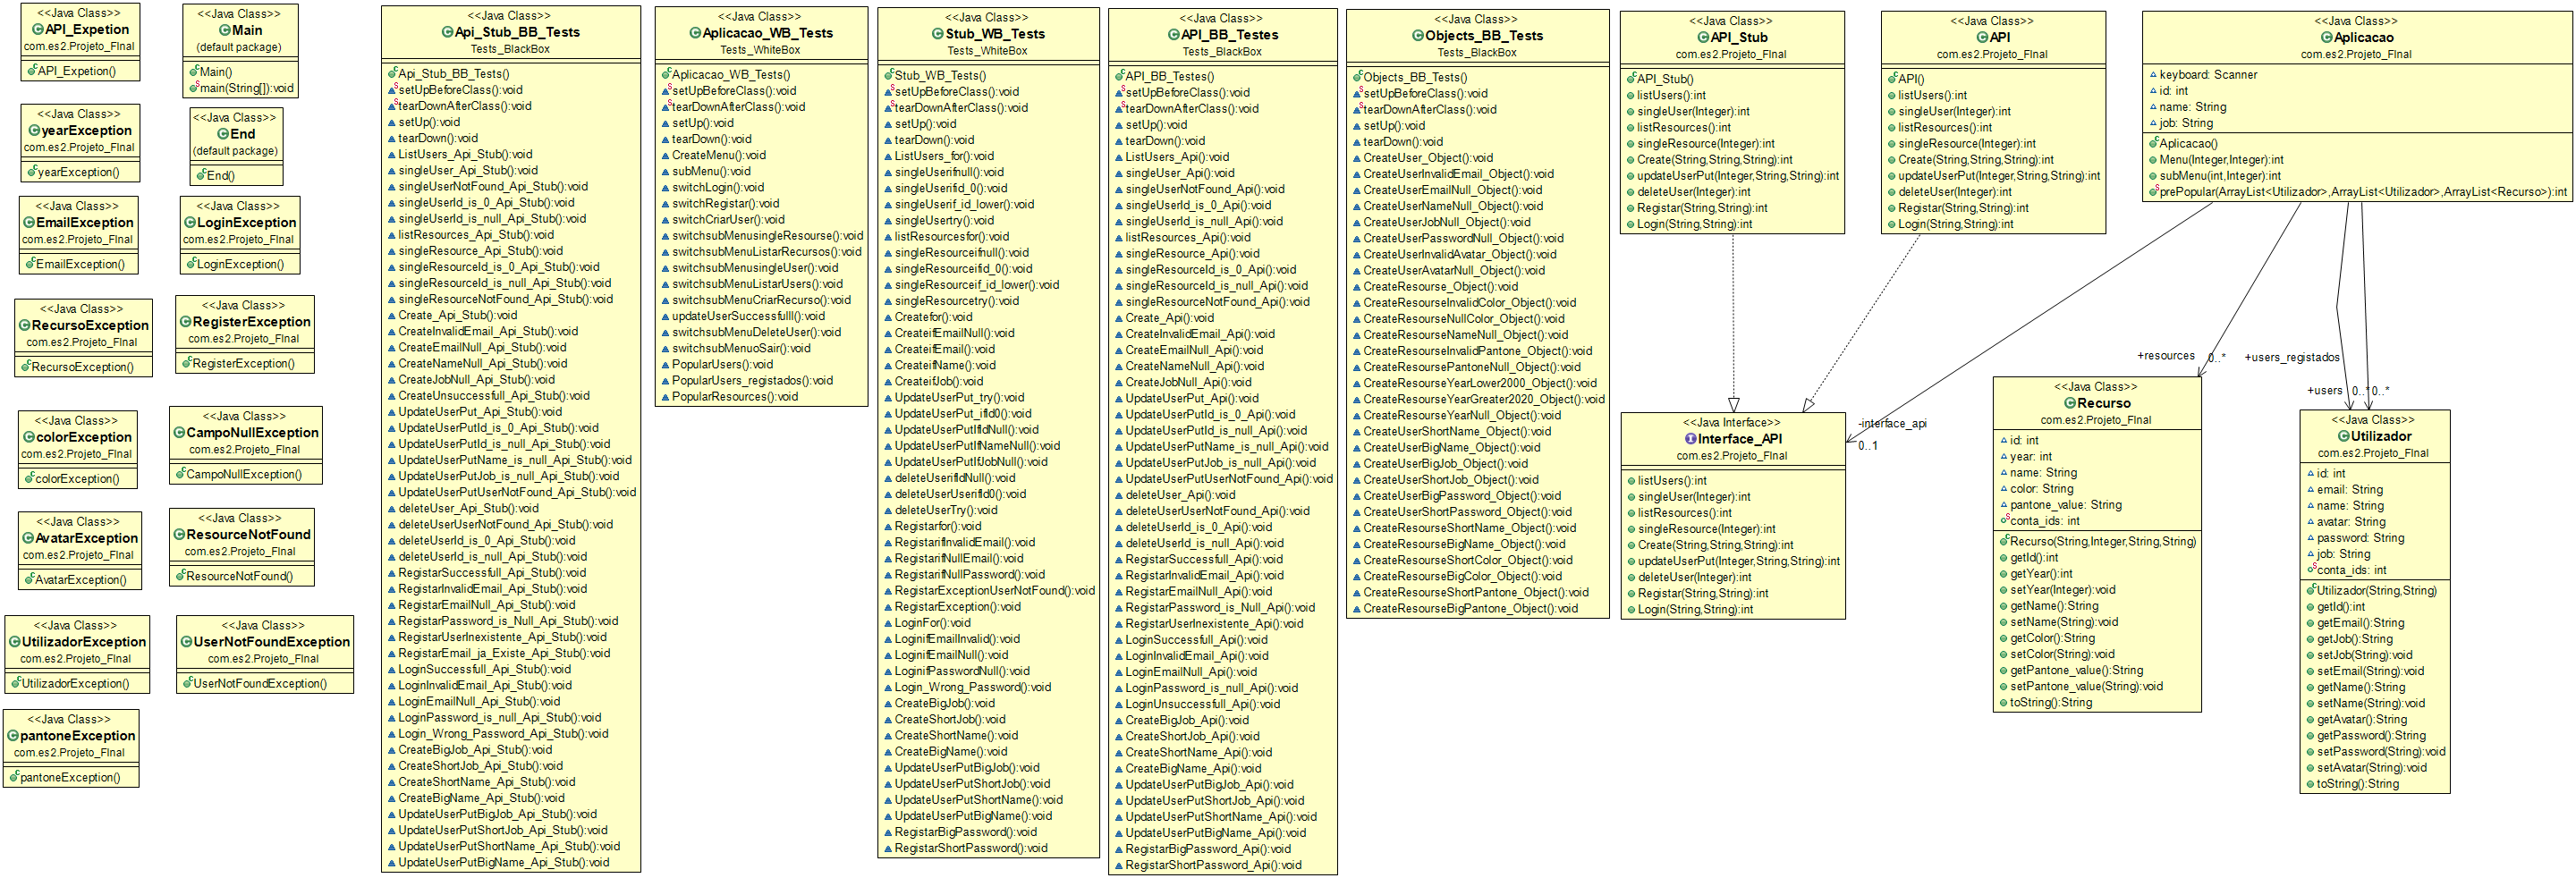 <<Java Class>>
API_Expetion
com.es2.Projeto_FInal
API_Expetion()
<<Java Class>>
yearException
com.es2.Projeto_FInal
yearException()
<<Java Class>>
EmailException
com.es2.Projeto_FInal
EmailException()
<<Java Class>>
RecursoException
com.es2.Projeto_FInal
RecursoException()
<<Java Class>>
colorException
com.es2.Projeto_FInal
colorException()
<<Java Class>>
AvatarException
com.es2.Projeto_FInal
AvatarException()
<<Java Class>>
UtilizadorException
com.es2.Projeto_FInal
UtilizadorException()
<<Java Class>>
pantoneException
com.es2.Projeto_FInal
pantoneException()
<<Java Class>>
Main
(default package)
Main()
main(String[]):void
<<Java Class>>
End
(default package)
End()
<<Java Class>>
LoginException
com.es2.Projeto_FInal
LoginException()
<<Java Class>>
RegisterException
com.es2.Projeto_FInal
RegisterException()
<<Java Class>>
CampoNullException
com.es2.Projeto_FInal
CampoNullException()
<<Java Class>>
ResourceNotFound
com.es2.Projeto_FInal
ResourceNotFound()
<<Java Class>>
UserNotFoundException
com.es2.Projeto_FInal
UserNotFoundException()
<<Java Class>>
Api_Stub_BB_Tests
Tests_BlackBox
Api_Stub_BB_Tests()
setUpBeforeClass():void
tearDownAfterClass():void
setUp():void
tearDown():void
ListUsers_Api_Stub():void
singleUser_Api_Stub():void
singleUserNotFound_Api_Stub():void
singleUserId_is_0_Api_Stub():void
singleUserId_is_null_Api_Stub():void
listResources_Api_Stub():void
singleResource_Api_Stub():void
singleResourceId_is_0_Api_Stub():void
singleResourceId_is_null_Api_Stub():void
singleResourceNotFound_Api_Stub():void
Create_Api_Stub():void
CreateInvalidEmail_Api_Stub():void
CreateEmailNull_Api_Stub():void
CreateNameNull_Api_Stub():void
CreateJobNull_Api_Stub():void
CreateUnsuccessfull_Api_Stub():void
UpdateUserPut_Api_Stub():void
UpdateUserPutId_is_0_Api_Stub():void
UpdateUserPutId_is_null_Api_Stub():void
UpdateUserPutName_is_null_Api_Stub():void
UpdateUserPutJob_is_null_Api_Stub():void
UpdateUserPutUserNotFound_Api_Stub():void
deleteUser_Api_Stub():void
deleteUserUserNotFound_Api_Stub():void
deleteUserId_is_0_Api_Stub():void
deleteUserId_is_null_Api_Stub():void
RegistarSuccessfull_Api_Stub():void
RegistarInvalidEmail_Api_Stub():void
RegistarEmailNull_Api_Stub():void
RegistarPassword_is_Null_Api_Stub():void
RegistarUserInexistente_Api_Stub():void
RegistarEmail_ja_Existe_Api_Stub():void
LoginSuccessfull_Api_Stub():void
LoginInvalidEmail_Api_Stub():void
LoginEmailNull_Api_Stub():void
LoginPassword_is_null_Api_Stub():void
Login_Wrong_Password_Api_Stub():void
CreateBigJob_Api_Stub():void
CreateShortJob_Api_Stub():void
CreateShortName_Api_Stub():void
CreateBigName_Api_Stub():void
UpdateUserPutBigJob_Api_Stub():void
UpdateUserPutShortJob_Api_Stub():void
UpdateUserPutShortName_Api_Stub():void
UpdateUserPutBigName_Api_Stub():void
<<Java Class>>
Aplicacao_WB_Tests
Tests_WhiteBox
Aplicacao_WB_Tests()
setUpBeforeClass():void
tearDownAfterClass():void
setUp():void
tearDown():void
CreateMenu():void
subMenu():void
switchLogin():void
switchRegistar():void
switchCriarUser():void
switchsubMenusingleResourse():void
switchsubMenuListarRecursos():void
switchsubMenusingleUser():void
switchsubMenuListarUsers():void
switchsubMenuCriarRecurso():void
updateUserSuccessfulll():void
switchsubMenuDeleteUser():void
switchsubMenuoSair():void
PopularUsers():void
PopularUsers_registados():void
PopularResources():void
<<Java Class>>
Stub_WB_Tests
Tests_WhiteBox
Stub_WB_Tests()
setUpBeforeClass():void
tearDownAfterClass():void
setUp():void
tearDown():void
ListUsers_for():void
singleUserifnull():void
singleUserifid_0():void
singleUserif_id_lower():void
singleUsertry():void
listResourcesfor():void
singleResourceifnull():void
singleResourceifid_0():void
singleResourceif_id_lower():void
singleResourcetry():void
Createfor():void
CreateifEmailNull():void
CreateifEmail():void
CreateifName():void
CreateifJob():void
UpdateUserPut_try():void
UpdateUserPut_ifId0():void
UpdateUserPutIfIdNull():void
UpdateUserPutIfNameNull():void
UpdateUserPutIfJobNull():void
deleteUserifIdNull():void
deleteUserUserifId0():void
deleteUserTry():void
Registarfor():void
RegistarifInvalidEmail():void
RegistarifNullEmail():void
RegistarifNullPassword():void
RegistarExceptionUserNotFound():void
RegistarException():void
LoginFor():void
LoginifEmailInvalid():void
LoginifEmailNull():void
LoginifPasswordNull():void
Login_Wrong_Password():void
CreateBigJob():void
CreateShortJob():void
CreateShortName():void
CreateBigName():void
UpdateUserPutBigJob():void
UpdateUserPutShortJob():void
UpdateUserPutShortName():void
UpdateUserPutBigName():void
RegistarBigPassword():void
RegistarShortPassword():void
<<Java Class>>
API_BB_Testes
Tests_BlackBox
API_BB_Testes()
setUpBeforeClass():void
tearDownAfterClass():void
setUp():void
tearDown():void
ListUsers_Api():void
singleUser_Api():void
singleUserNotFound_Api():void
singleUserId_is_0_Api():void
singleUserId_is_null_Api():void
listResources_Api():void
singleResource_Api():void
singleResourceId_is_0_Api():void
singleResourceId_is_null_Api():void
singleResourceNotFound_Api():void
Create_Api():void
CreateInvalidEmail_Api():void
CreateEmailNull_Api():void
CreateNameNull_Api():void
CreateJobNull_Api():void
UpdateUserPut_Api():void
UpdateUserPutId_is_0_Api():void
UpdateUserPutId_is_null_Api():void
UpdateUserPutName_is_null_Api():void
UpdateUserPutJob_is_null_Api():void
UpdateUserPutUserNotFound_Api():void
deleteUser_Api():void
deleteUserUserNotFound_Api():void
deleteUserId_is_0_Api():void
deleteUserId_is_null_Api():void
RegistarSuccessfull_Api():void
RegistarInvalidEmail_Api():void
RegistarEmailNull_Api():void
RegistarPassword_is_Null_Api():void
RegistarUserInexistente_Api():void
LoginSuccessfull_Api():void
LoginInvalidEmail_Api():void
LoginEmailNull_Api():void
LoginPassword_is_null_Api():void
LoginUnsuccessfull_Api():void
CreateBigJob_Api():void
CreateShortJob_Api():void
CreateShortName_Api():void
CreateBigName_Api():void
UpdateUserPutBigJob_Api():void
UpdateUserPutShortJob_Api():void
UpdateUserPutShortName_Api():void
UpdateUserPutBigName_Api():void
RegistarBigPassword_Api():void
RegistarShortPassword_Api():void
<<Java Class>>
Objects_BB_Tests
Tests_BlackBox
Objects_BB_Tests()
setUpBeforeClass():void
tearDownAfterClass():void
setUp():void
tearDown():void
CreateUser_Object():void
CreateUserInvalidEmail_Object():void
CreateUserEmailNull_Object():void
CreateUserNameNull_Object():void
CreateUserJobNull_Object():void
CreateUserPasswordNull_Object():void
CreateUserInvalidAvatar_Object():void
CreateUserAvatarNull_Object():void
CreateResourse_Object():void
CreateResourseInvalidColor_Object():void
CreateResourseNullColor_Object():void
CreateResourseNameNull_Object():void
CreateResourseInvalidPantone_Object():void
CreateResoursePantoneNull_Object():void
CreateResourseYearLower2000_Object():void
CreateResourseYearGreater2020_Object():void
CreateResourseYearNull_Object():void
CreateUserShortName_Object():void
CreateUserBigName_Object():void
CreateUserBigJob_Object():void
CreateUserShortJob_Object():void
CreateUserBigPassword_Object():void
CreateUserShortPassword_Object():void
CreateResourseShortName_Object():void
CreateResourseBigName_Object():void
CreateResourseShortColor_Object():void
CreateResourseBigColor_Object():void
CreateResourseShortPantone_Object():void
CreateResourseBigPantone_Object():void
<<Java Class>>
API_Stub
com.es2.Projeto_FInal
API_Stub()
listUsers():int
singleUser(Integer):int
listResources():int
singleResource(Integer):int
Create(String,String,String):int
updateUserPut(Integer,String,String):int
deleteUser(Integer):int
Registar(String,String):int
Login(String,String):int
<<Java Class>>
API
com.es2.Projeto_FInal
API()
listUsers():int
singleUser(Integer):int
listResources():int
singleResource(Integer):int
Create(String,String,String):int
updateUserPut(Integer,String,String):int
deleteUser(Integer):int
Registar(String,String):int
Login(String,String):int
<<Java Class>>
Aplicacao
com.es2.Projeto_FInal
keyboard: Scanner
id: int
name: String
job: String
Aplicacao()
Menu(Integer,Integer):int
subMenu(int,Integer):int
prePopular(ArrayList<Utilizador>,ArrayList<Utilizador>,ArrayList<Recurso>):int
+resources
0..*
+users_registados
+users
0..*
0..*
-interface_api
0..1
<<Java Interface>>
Interface_API
com.es2.Projeto_FInal
listUsers():int
singleUser(Integer):int
listResources():int
singleResource(Integer):int
Create(String,String,String):int
updateUserPut(Integer,String,String):int
deleteUser(Integer):int
Registar(String,String):int
Login(String,String):int
<<Java Class>>
Recurso
com.es2.Projeto_FInal
id: int
year: int
name: String
color: String
pantone_value: String
conta_ids: int
Recurso(String,Integer,String,String)
getId():int
getYear():int
setYear(Integer):void
getName():String
setName(String):void
getColor():String
setColor(String):void
getPantone_value():String
setPantone_value(String):void
toString():String
<<Java Class>>
Utilizador
com.es2.Projeto_FInal
id: int
email: String
name: String
avatar: String
password: String
job: String
conta_ids: int
Utilizador(String,String)
getId():int
getEmail():String
getJob():String
setJob(String):void
setEmail(String):void
getName():String
setName(String):void
getAvatar():String
getPassword():String
setPassword(String):void
setAvatar(String):void
toString():String